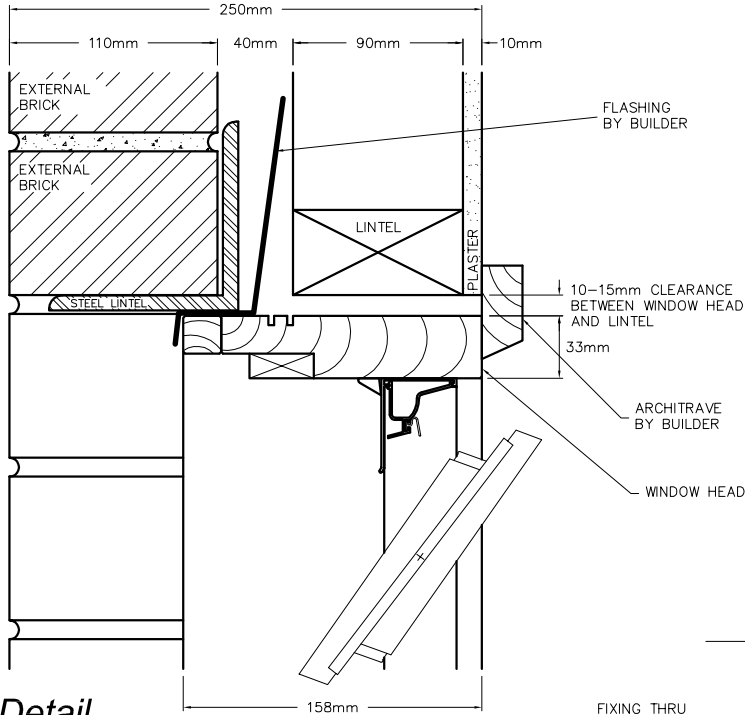 250mm
110mm
40mm
90mm
10mm
EXTERNAL
BRICK
FLASHING
BY BUILDER
EXTERNAL
BRICK
LINTEL
PLASTER
STEEL LINTEL
10-15mm CLEARANCE
BETWEEN WINDOW HEAD
AND LINTEL
33mm
ARCHITRAVE
BY BUILDER
WINDOW HEAD
Detail
158mm
FIXING THRU